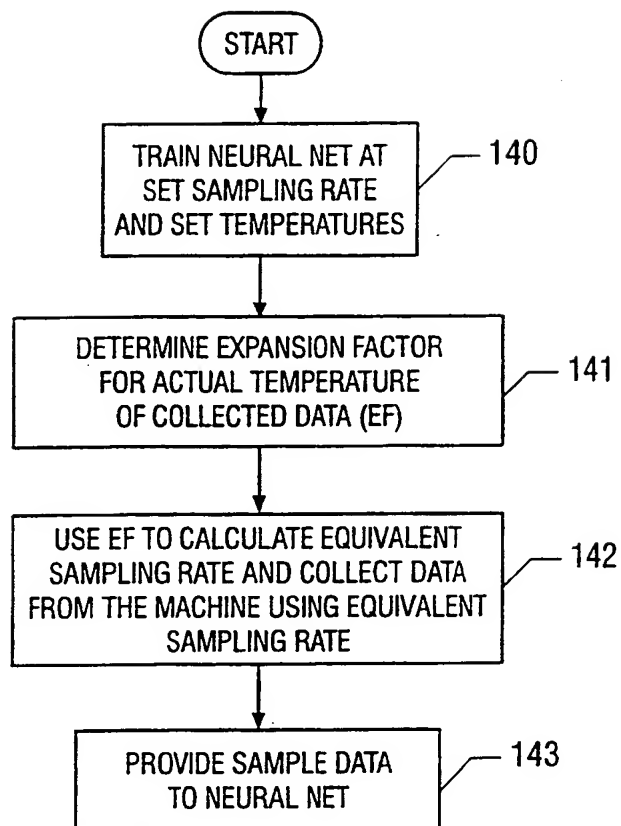 START
TRAIN NEURAL NET AT
SET SAMPLING RATE
AND SET TEMPERATURES
140
DETERMINE EXPANSION FACTOR
FOR ACTUAL TEMPERATURE
OF COLLECTED DATA (EF)
141
USE EF TO CALCULATE EQUIVALENT
SAMPLING RATE AND COLLECT DATA
FROM THE MACHINE USING EQUIVALENT
SAMPLING RATE
142
PROVIDE SAMPLE DATA
TO NEURAL NET
143